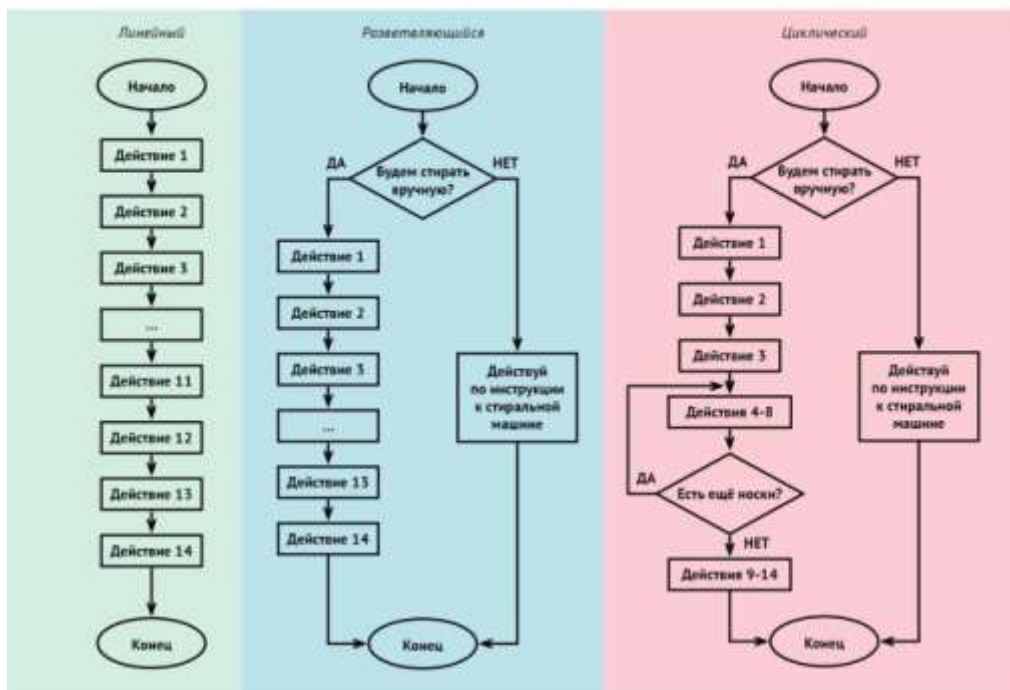 Линейный
Начало
Действие 1
Действие 2
Действие 3
...
Действие 11
Действие 12
Действие 13
Действие 14
Конец
Разветвляющийся
Начало
Будем стирать
вручную?
ДА
НЕТ
Действие 1
Действие 2
Действие 3
...
Действие 13
Действие 14
Действуй
по инструкции
к стиральной
машине
Конец
Циклический
Начало
Будем стирать
вручную?
ДА
НЕТ
Действие 1
Действие 2
Действие 3
Действия 4-8
Есть ещё носки?
ДА
НЕТ
Действия 9-14
Действуй
по инструкции
к стиральной
машине
Конец